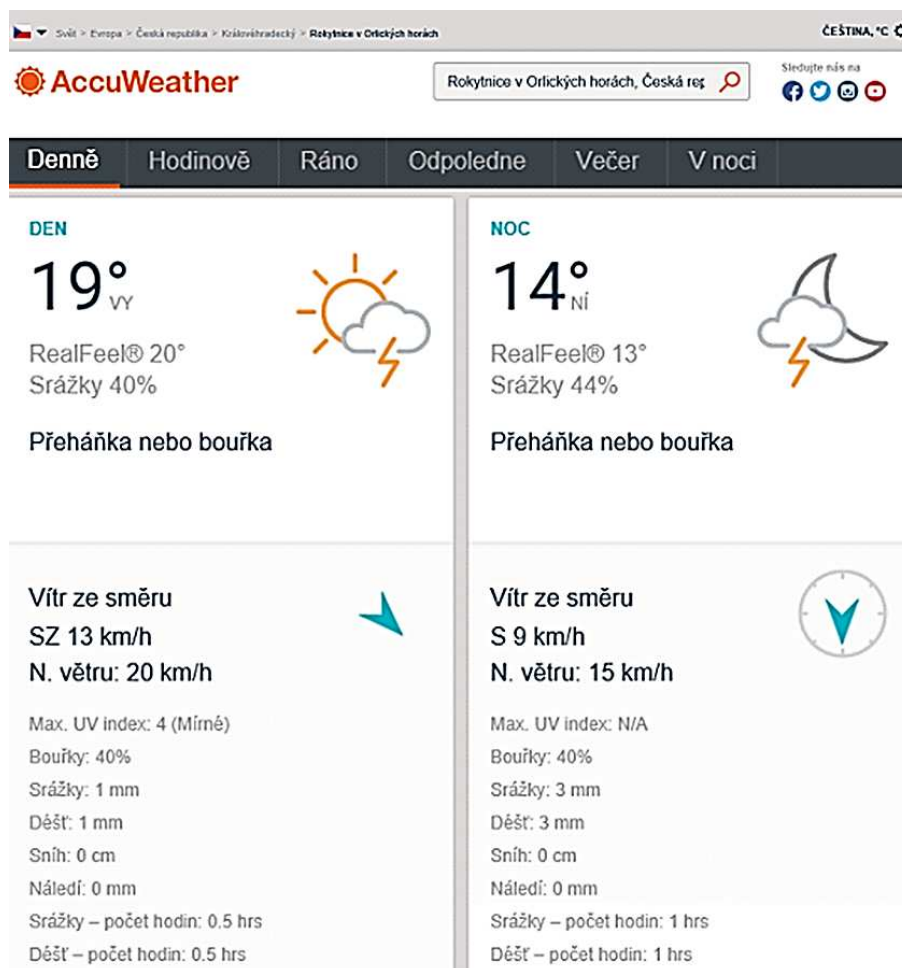 Svět > Evropa > Česká republika > Královéhradecký > Rokytnice v Orlických horách
ČEŠTINA, °C
AccuWeather
Rokytnice v Orlických horách, Česká rep
Sledujte nás na
Denně Hodinově Ráno Odpoledne Večer V noci
DEN
19° VY
RealFeel® 20°
Srážky 40%
Přeháňka nebo bouřka
Vítr ze směru
SZ 13 km/h
N. větru: 20 km/h
Max. UV index: 4 (Mírné)
Bouřky: 40%
Srážky: 1 mm
Déšť: 1 mm
Sníh: 0 cm
Náledí: 0 mm
Srážky – počet hodin: 0.5 hrs
Déšť – počet hodin: 0.5 hrs
NOC
14° NÍ
RealFeel® 13°
Srážky 44%
Přeháňka nebo bouřka
Vítr ze směru
S 9 km/h
N. větru: 15 km/h
Max. UV index: N/A
Bouřky: 40%
Srážky: 3 mm
Déšť: 3 mm
Sníh: 0 cm
Náledí: 0 mm
Srážky – počet hodin: 1 hrs
Déšť – počet hodin: 1 hrs